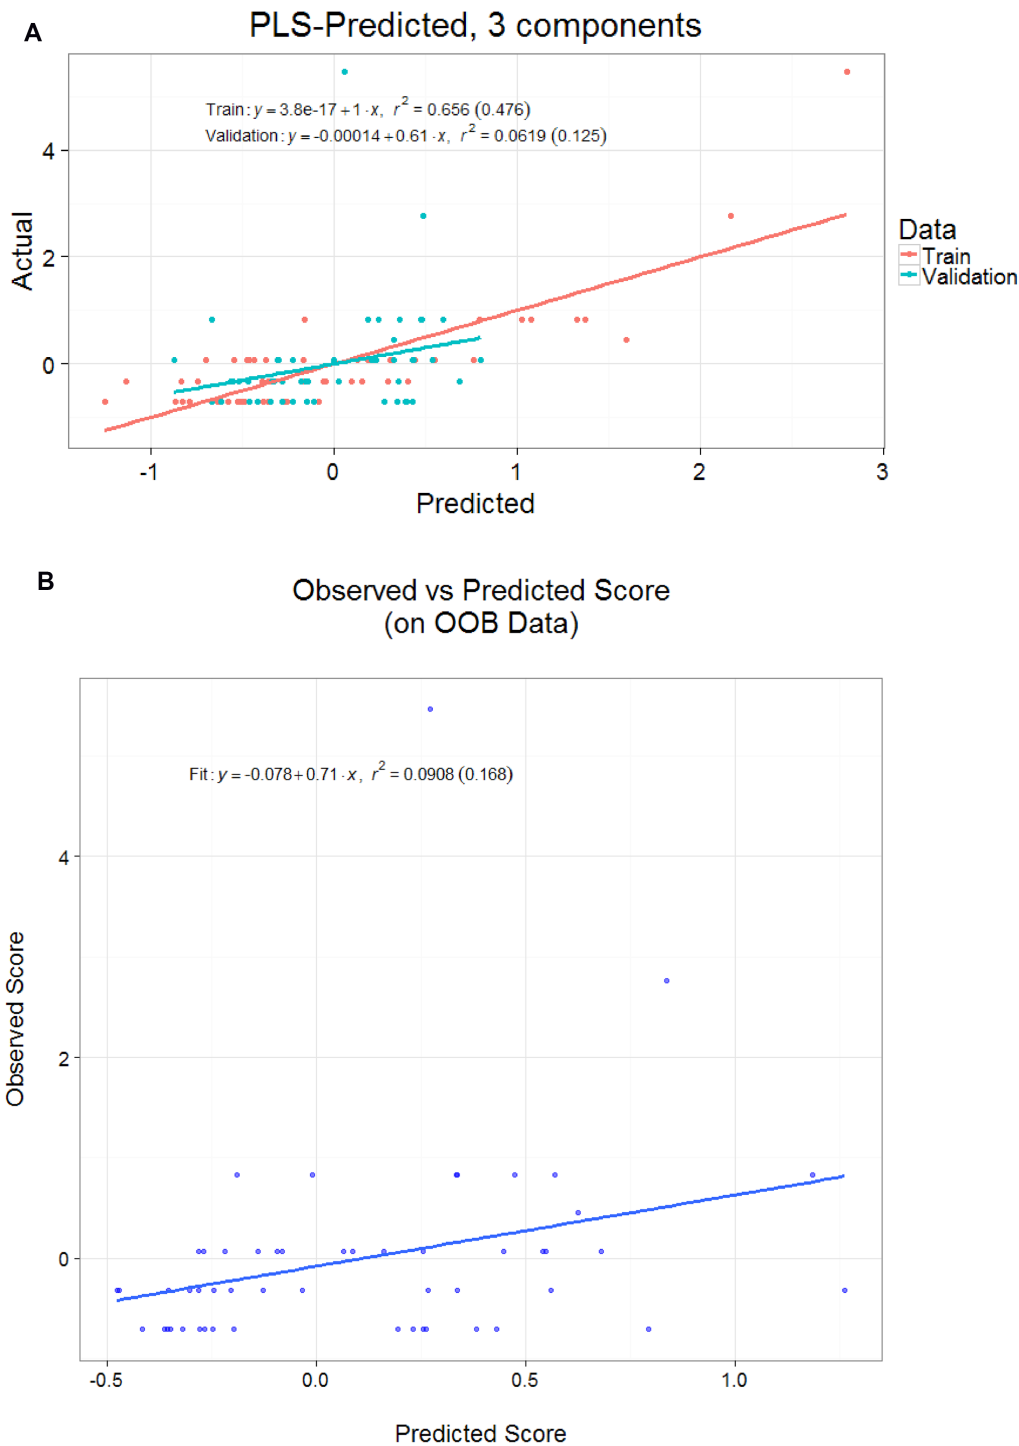 A
PLS-Predicted, 3 components
Train: y = 3.8e-17 + 1 · x, r² = 0.656 (0.476)
Validation: y = -0.00014 + 0.61 · x, r² = 0.0619 (0.125)
4
2
0
Actual
-1 0 1 2 3
Predicted
Data
Train
Validation
B
Observed vs Predicted Score
(on OOB Data)
Fit: y = -0.078 + 0.71 · x, r² = 0.0908 (0.168)
4
2
0
Observed Score
-0.5 0.0 0.5 1.0
Predicted Score